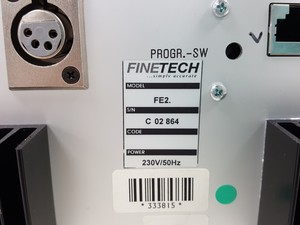 PROGR.-SW
FINETECH
...simple accurate
MODEL
FE2.
S/N
C 02 864
CODE
POWER
230V/50Hz
* 333815 *